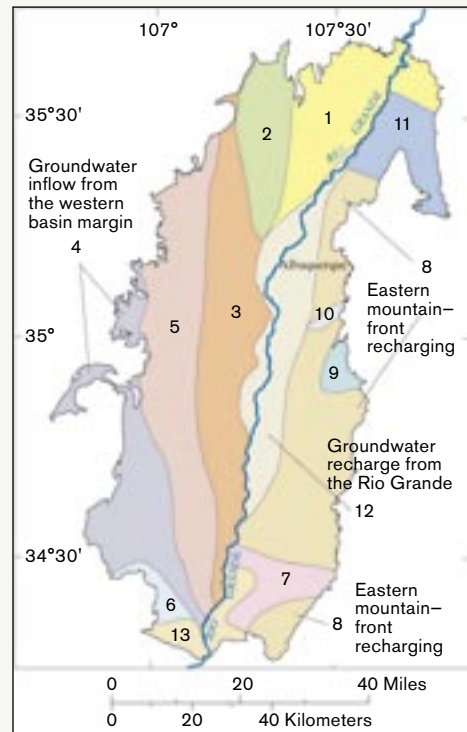 107°
107°30'
35°30'
1
2
11
RIO GRANDE
Groundwater
inflow from
the western
basin margin
4
Albuquerque
8
Eastern
mountain–
front
recharging
3
5
10
35°
9
Groundwater
recharge from
the Rio Grande
12
34°30'
7
6
13
Eastern
mountain–
8 front
recharging
0 20 40 Miles
0 20 40 Kilometers